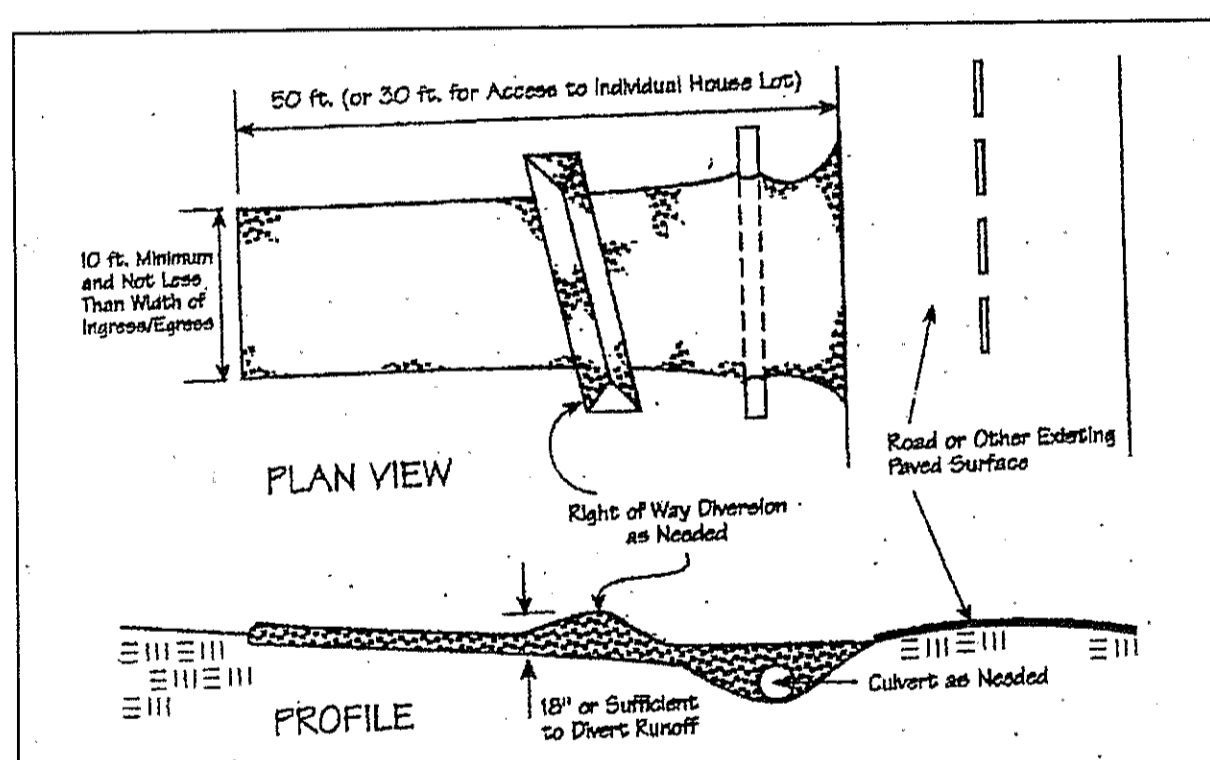 50 ft. (or 30 ft. for Access to Individual House Lot)
10 ft. Minimum
and Not Less
Than Width of
Ingress/Egress
PLAN VIEW
Right of Way Diversion
as Needed
Road or Other Existing
Paved Surface
Culvert as Needed
18" or Sufficient
to Divert Runoff
PROFILE